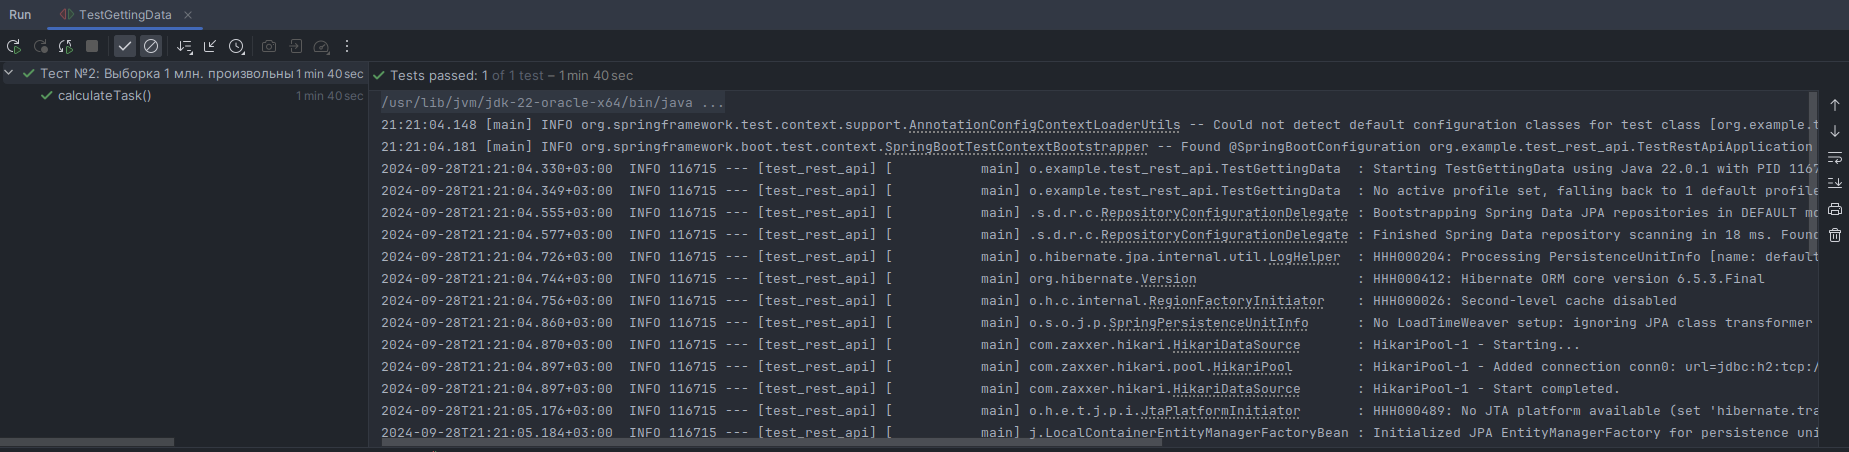 Run TestGettingData
Тест №2: Выборка 1 млн. произвольны 1 min 40 sec
calculateTask() 1 min 40 sec
Tests passed: 1 of 1 test – 1 min 40 sec
/usr/lib/jvm/jdk-22-oracle-x64/bin/java ...
21:21:04.148 [main] INFO org.springframework.test.context.support.AnnotationConfigContextLoaderUtils -- Could not detect default configuration classes for test class [org.example.t
21:21:04.181 [main] INFO org.springframework.boot.test.context.SpringBootTestContextBootstrapper -- Found @SpringBootConfiguration org.example.test_rest_api.TestRestApiApplication
2024-09-28T21:21:04.330+03:00  INFO 116715 --- [test_rest_api] [           main] o.example.test_rest_api.TestGettingData  : Starting TestGettingData using Java 22.0.1 with PID 1167
2024-09-28T21:21:04.349+03:00  INFO 116715 --- [test_rest_api] [           main] o.example.test_rest_api.TestGettingData  : No active profile set, falling back to 1 default profile
2024-09-28T21:21:04.555+03:00  INFO 116715 --- [test_rest_api] [           main] .s.d.r.c.RepositoryConfigurationDelegate : Bootstrapping Spring Data JPA repositories in DEFAULT mo
2024-09-28T21:21:04.577+03:00  INFO 116715 --- [test_rest_api] [           main] .s.d.r.c.RepositoryConfigurationDelegate : Finished Spring Data repository scanning in 18 ms. Found
2024-09-28T21:21:04.726+03:00  INFO 116715 --- [test_rest_api] [           main] o.hibernate.jpa.internal.util.LogHelper  : HHH000204: Processing PersistenceUnitInfo [name: default
2024-09-28T21:21:04.744+03:00  INFO 116715 --- [test_rest_api] [           main] org.hibernate.Version                    : HHH000412: Hibernate ORM core version 6.5.3.Final
2024-09-28T21:21:04.756+03:00  INFO 116715 --- [test_rest_api] [           main] o.h.c.internal.RegionFactoryInitiator    : HHH000026: Second-level cache disabled
2024-09-28T21:21:04.860+03:00  INFO 116715 --- [test_rest_api] [           main] o.s.o.j.p.SpringPersistenceUnitInfo      : No LoadTimeWeaver setup: ignoring JPA class transformer
2024-09-28T21:21:04.870+03:00  INFO 116715 --- [test_rest_api] [           main] com.zaxxer.hikari.HikariDataSource       : HikariPool-1 - Starting...
2024-09-28T21:21:04.897+03:00  INFO 116715 --- [test_rest_api] [           main] com.zaxxer.hikari.pool.HikariPool        : HikariPool-1 - Added connection conn0: url=jdbc:h2:tcp:/
2024-09-28T21:21:04.897+03:00  INFO 116715 --- [test_rest_api] [           main] com.zaxxer.hikari.HikariDataSource       : HikariPool-1 - Start completed.
2024-09-28T21:21:05.176+03:00  INFO 116715 --- [test_rest_api] [           main] o.h.e.t.j.p.i.JtaPlatformInitiator       : HHH000489: No JTA platform available (set 'hibernate.tra
2024-09-28T21:21:05.184+03:00  INFO 116715 --- [test_rest_api] [           main] j.LocalContainerEntityManagerFactoryBean : Initialized JPA EntityManagerFactory for persistence uni